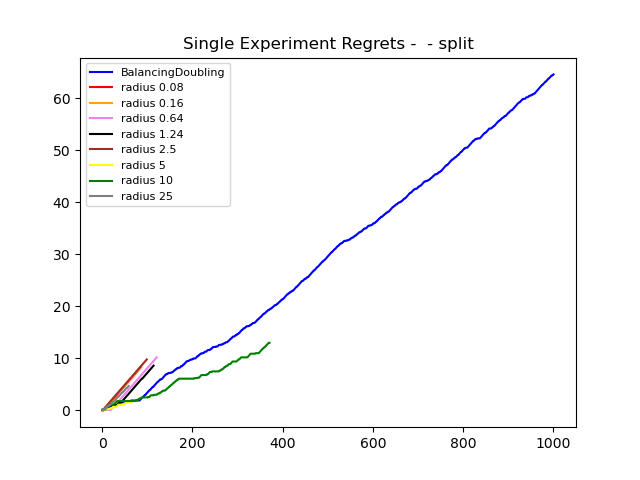 Single Experiment Regrets -  - split
BalancingDoubling
radius 0.08
radius 0.16
radius 0.64
radius 1.24
radius 2.5
radius 5
radius 10
radius 25
60
50
40
30
20
10
0
0 200 400 600 800 1000